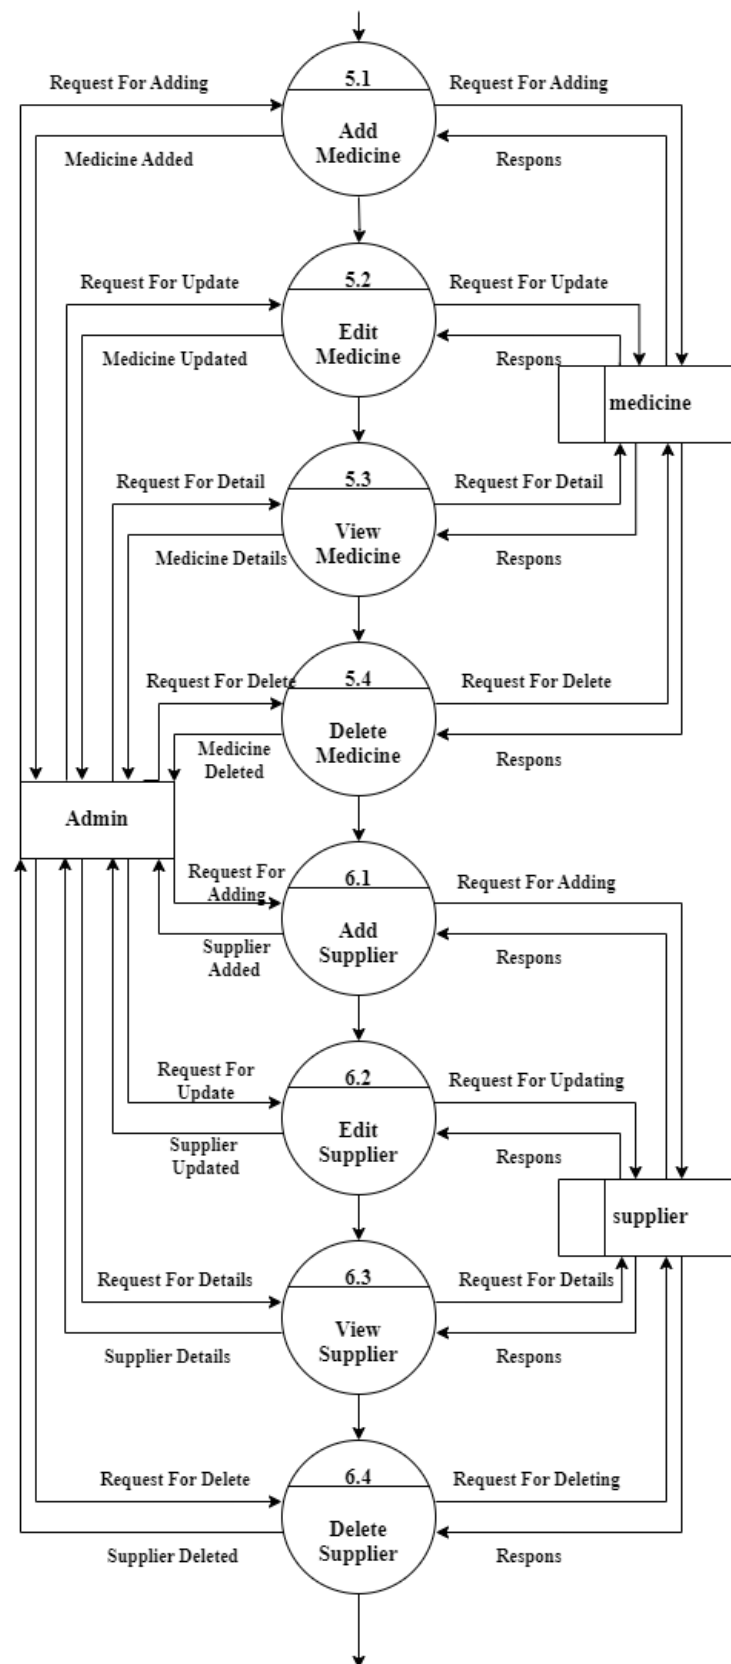 5.1
Request For Adding
Request For Adding
Add
Medicine
Medicine Added
Respons
5.2
Request For Update
Request For Update
Edit
Medicine
Medicine Updated
Respons
medicine
5.3
Request For Detail
Request For Detail
View
Medicine
Medicine Details
Respons
5.4
Request For Delete
Request For Delete
Delete
Medicine
Medicine
Deleted
Respons
Admin
6.1
Request For
Adding
Request For Adding
Add
Supplier
Supplier
Added
Respons
6.2
Request For
Update
Request For Updating
Edit
Supplier
Supplier
Updated
Respons
supplier
6.3
Request For Details
Request For Details
View
Supplier
Supplier Details
Respons
6.4
Request For Delete
Request For Deleting
Delete
Supplier
Supplier Deleted
Respons